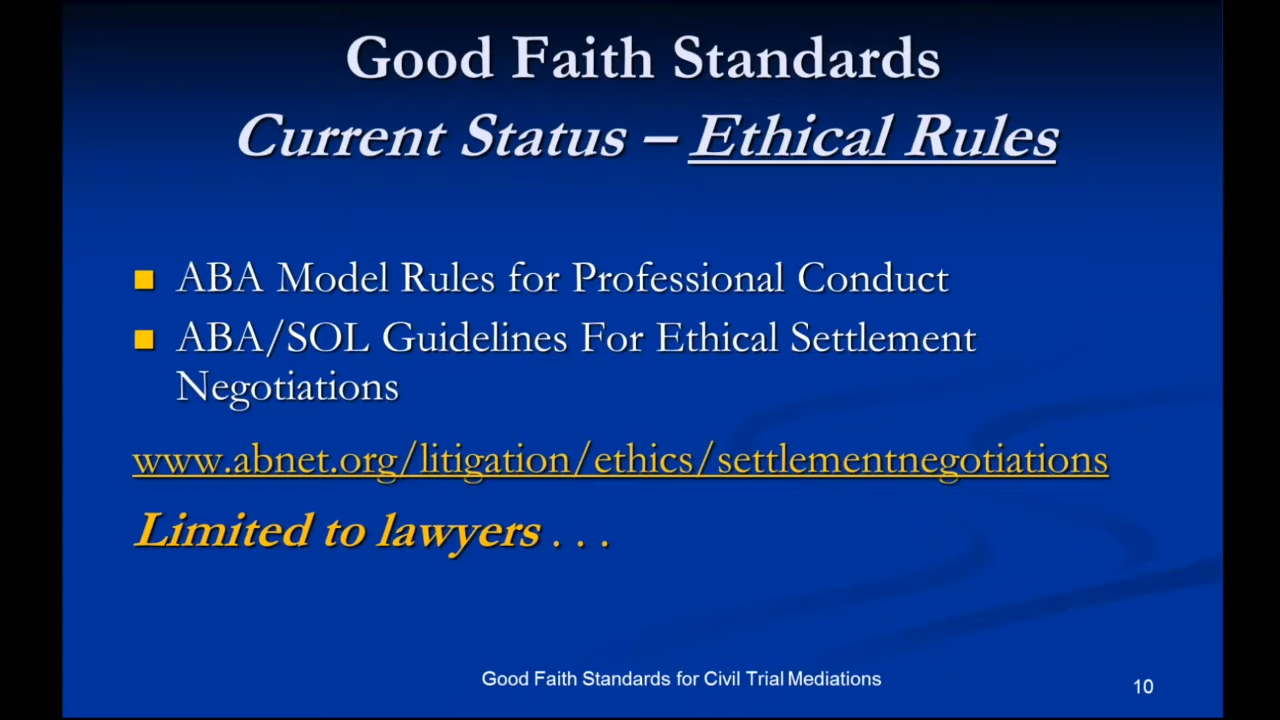 Good Faith Standards
Current Status – Ethical Rules
ABA Model Rules for Professional Conduct
ABA/SOL Guidelines For Ethical Settlement
Negotiations
www.abnet.org/litigation/ethics/settlementnegotiations
Limited to lawyers . . .
Good Faith Standards for Civil Trial Mediations
10